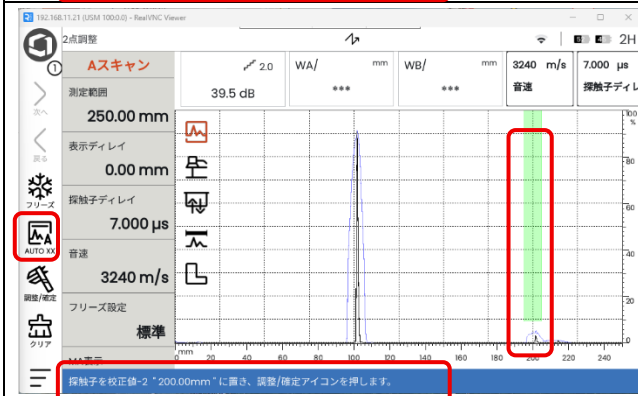 192.168.11.21 (USM 100:0.0) - RealVNC Viewer
2点調整
2H
1
Aスキャン
2.0
39.5 dB
WA/ mm
***
WB/ mm
***
3240 m/s
音速
7.000 µs
探触子ディレ
次へ
戻る
フリーズ
AUTO XX
調整/確定
クリア
測定範囲
250.00 mm
表示ディレイ
0.00 mm
探触子ディレイ
7.000 µs
音速
3240 m/s
フリーズ設定
標準
100
%
80
60
40
20
0
mm 20 40 60 80 100 120 140 160 180 200 220 240
探触子を校正値-2 "200.00mm" に置き、調整/確定アイコンを押します。